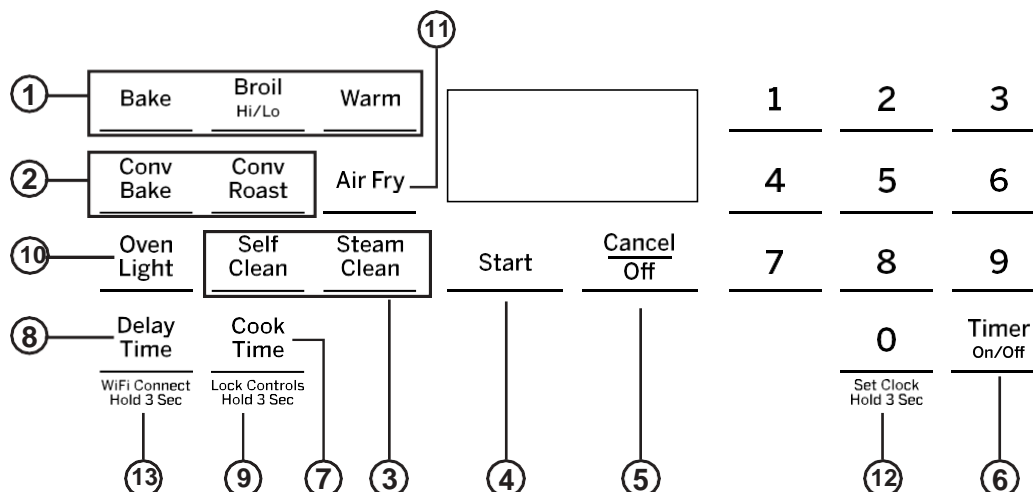 11
1
Bake
Broil
Hi/Lo
Warm
1
2
3
2
Conv
Bake
Conv
Roast
Air Fry
4
5
6
10
Oven
Light
Self
Clean
Steam
Clean
Start
Cancel
Off
7
8
9
8
Delay
Time
Cook
Time
0
Timer
On/Off
WiFi Connect
Hold 3 Sec
Lock Controls
Hold 3 Sec
Set Clock
Hold 3 Sec
13
9
7
3
4
5
12
6